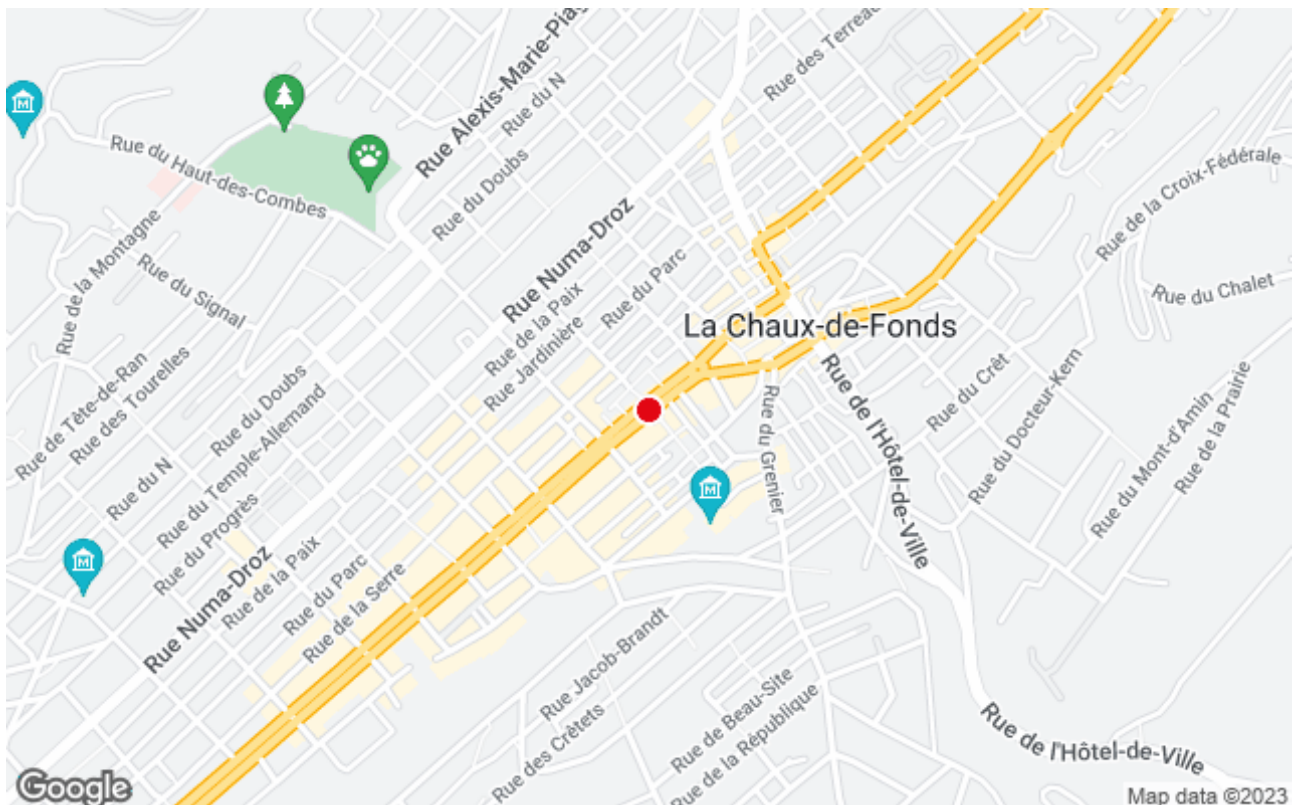 Rue des Terreau
Rue Alexis-Marie-Piag
Rue du N
Rue du Haut-des-Combes
Rue du Doubs
Rue de la Croix-Fédérale
Rue Numa-Droz
Rue de la Montagne
Rue du Signal
Rue du Parc
Rue de la Paix
Rue Jardinière
Rue du Chalet
La Chaux-de-Fonds
Rue de Tête-de-Ran
Rue des Tourelles
Rue du Doubs
Rue du Temple-Allemand
Rue du N
Rue du Progrès
Rue de l'Hôtel-de-Ville
Rue du Grenier
Rue du Crêt
Rue du Docteur-Kern
Rue du Mont-d'Amin
Rue de la Prairie
M
M
M
Rue Numa-Droz
Rue de la Paix
Rue du Parc
Rue de la Serre
Rue Jacob-Brandt
Rue des Crêtets
Rue de Beau-Site
Rue de la République
Rue de l'Hôtel-de-Ville
Google
Map data ©2023